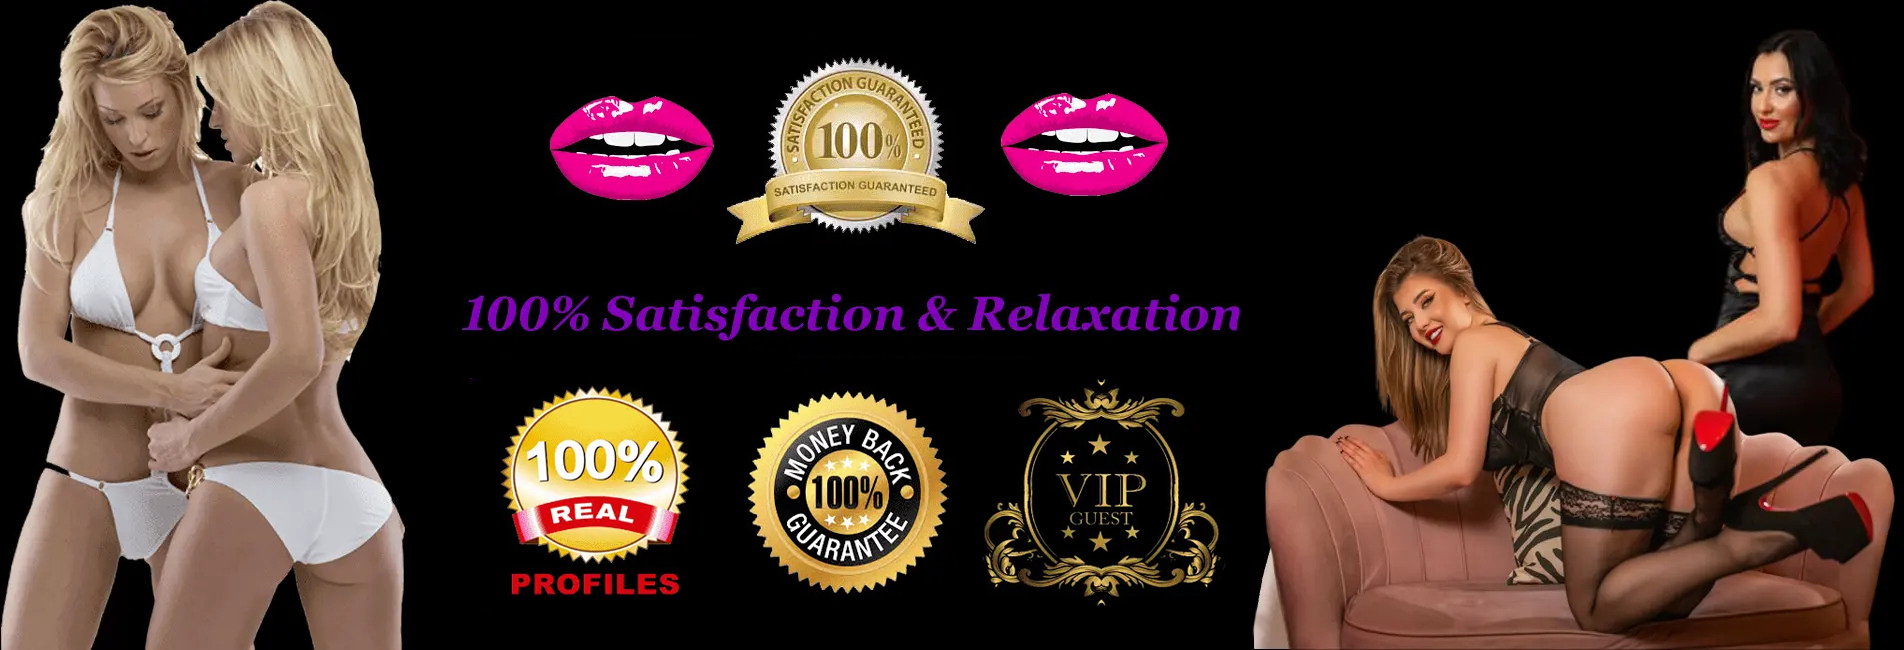 SATISFACTION GUARANTEED
100%
SATISFACTION GUARANTEED
100% Satisfaction & Relaxation
100%
REAL
PROFILES
MONEY BACK
100%
GUARANTEE
VIP
GUEST